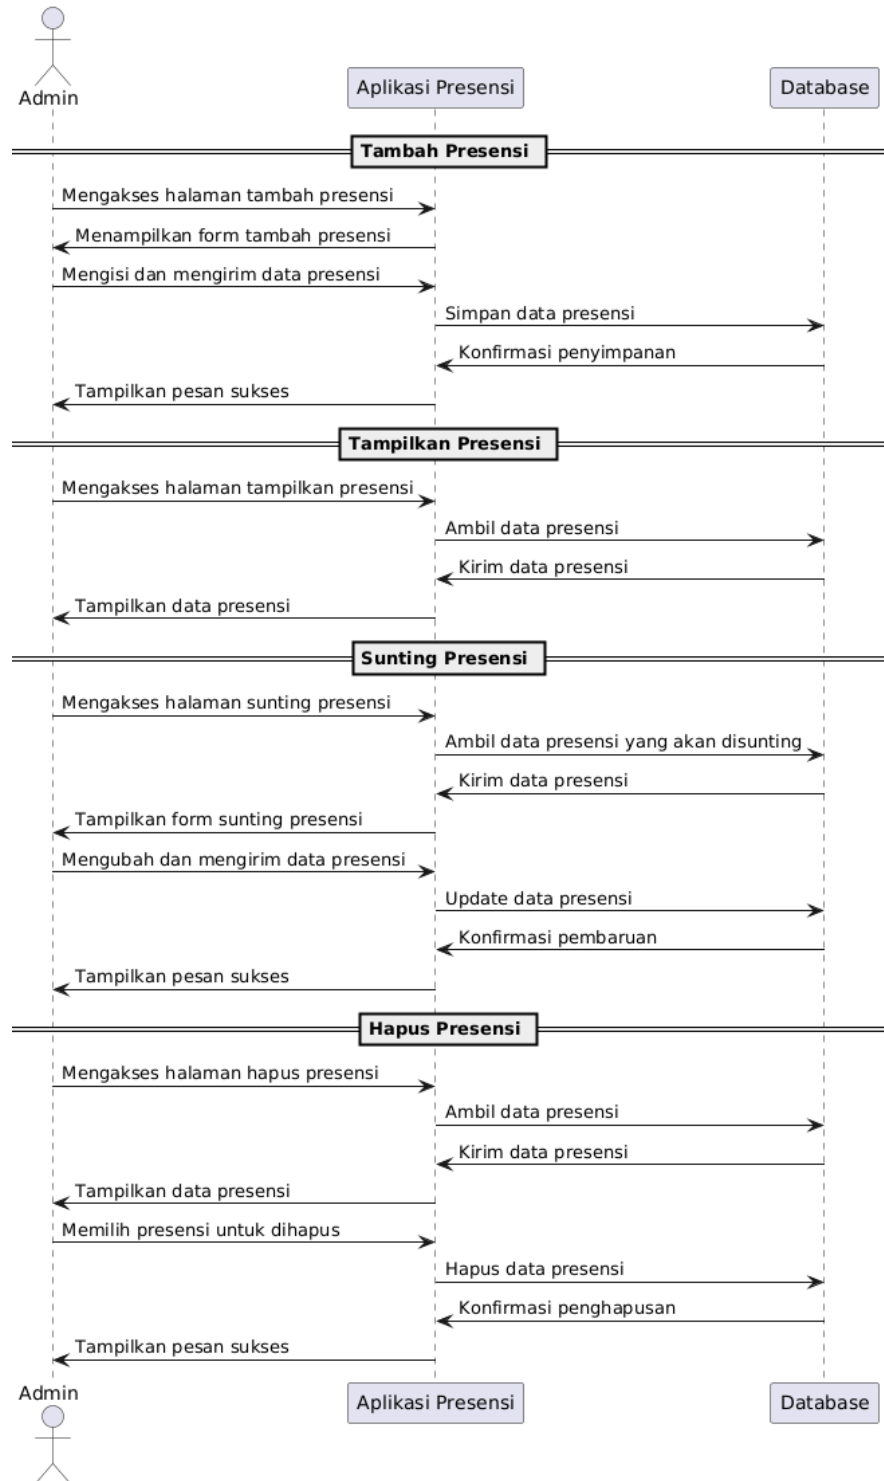 Admin
Aplikasi Presensi
Database
Tambah Presensi
Mengakses halaman tambah presensi
Menampilkan form tambah presensi
Mengisi dan mengirim data presensi
Simpan data presensi
Konfirmasi penyimpanan
Tampilkan pesan sukses
Tampilkan Presensi
Mengakses halaman tampilkan presensi
Ambil data presensi
Kirim data presensi
Tampilkan data presensi
Sunting Presensi
Mengakses halaman sunting presensi
Ambil data presensi yang akan disunting
Kirim data presensi
Tampilkan form sunting presensi
Mengubah dan mengirim data presensi
Update data presensi
Konfirmasi pembaruan
Tampilkan pesan sukses
Hapus Presensi
Mengakses halaman hapus presensi
Ambil data presensi
Kirim data presensi
Tampilkan data presensi
Memilih presensi untuk dihapus
Hapus data presensi
Konfirmasi penghapusan
Tampilkan pesan sukses
Admin
Aplikasi Presensi
Database